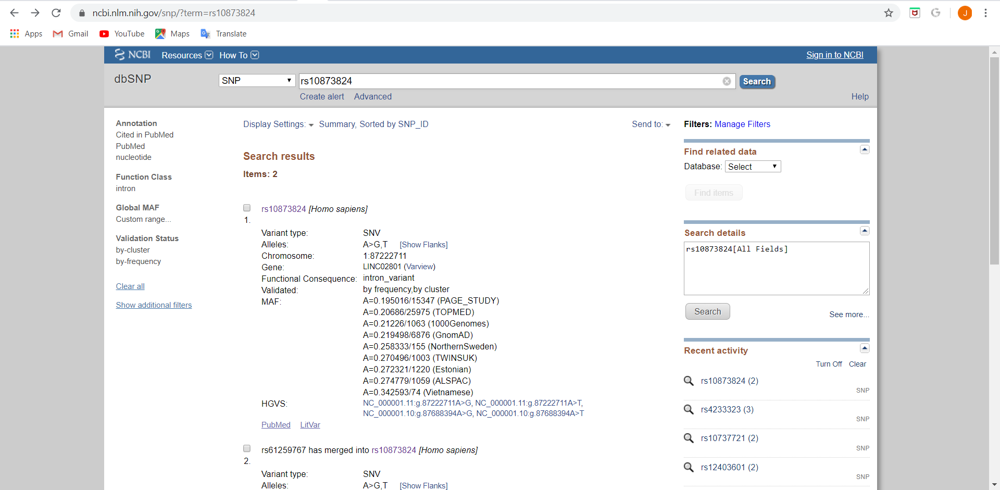 ncbi.nlm.nih.gov/snp/?term=rs10873824
J
Apps Gmail YouTube Maps Translate
NCBI Resources How To Sign in to NCBI
dbSNP SNP rs10873824 Search
Create alert Advanced Help
Annotation
Cited in PubMed
PubMed
nucleotide
Function Class
intron
Global MAF
Custom range...
Validation Status
by-cluster
by-frequency
Clear all
Show additional filters
Display Settings: Summary, Sorted by SNP_ID Send to:
Search results
Items: 2
rs10873824 [Homo sapiens]
1.
Variant type: SNV
Alleles: A>G,T [Show Flanks]
Chromosome: 1:87222711
Gene: LINC02801 (Varview)
Functional Consequence: intron_variant
Validated: by frequency,by cluster
MAF: A=0.195016/15347 (PAGE_STUDY)
A=0.20686/25975 (TOPMED)
A=0.21226/1063 (1000Genomes)
A=0.219498/6876 (GnomAD)
A=0.258333/155 (NorthernSweden)
A=0.270496/1003 (TWINSUK)
A=0.272321/1220 (Estonian)
A=0.274779/1059 (ALSPAC)
A=0.342593/74 (Vietnamese)
HGVS: NC_000001.11:g.87222711A>G, NC_000001.11:g.87222711A>T,
NC_000001.10:g.87688394A>G, NC_000001.10:g.87688394A>T
PubMed LitVar
rs61259767 has merged into rs10873824 [Homo sapiens]
2.
Variant type: SNV
Alleles: A>G,T [Show Flanks]
Filters: Manage Filters
Find related data
Database: Select
Find items
Search details
rs10873824[All Fields]
Search
See more...
Recent activity
Turn Off Clear
rs10873824 (2)
SNP
rs4233323 (3)
SNP
rs10737721 (2)
SNP
rs12403601 (2)
SNP